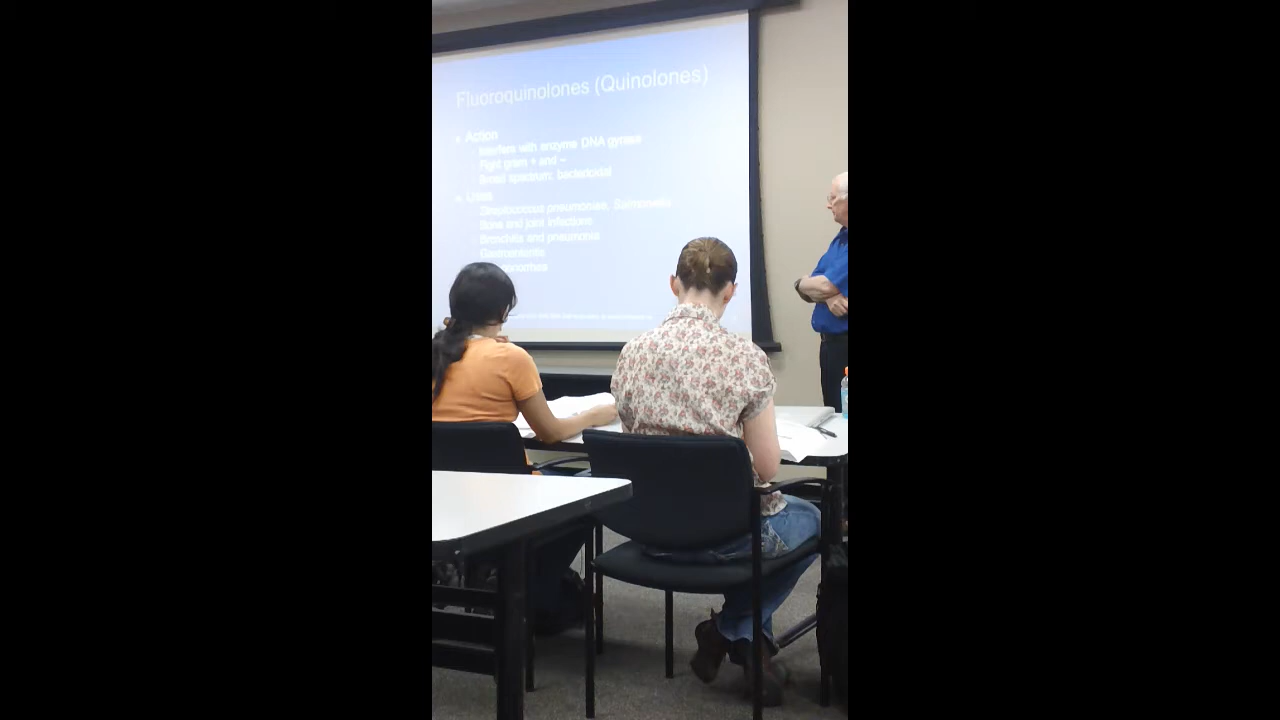 Fluoroquinolones (Quinolones)
Action
Interfere with enzyme DNA gyrase
Fight gram + and –
Broad spectrum: bactericidal
Uses
Streptococcus pneumoniae, Salmonella
Bone and joint infections
Bronchitis and pneumonia
Gastroenteritis